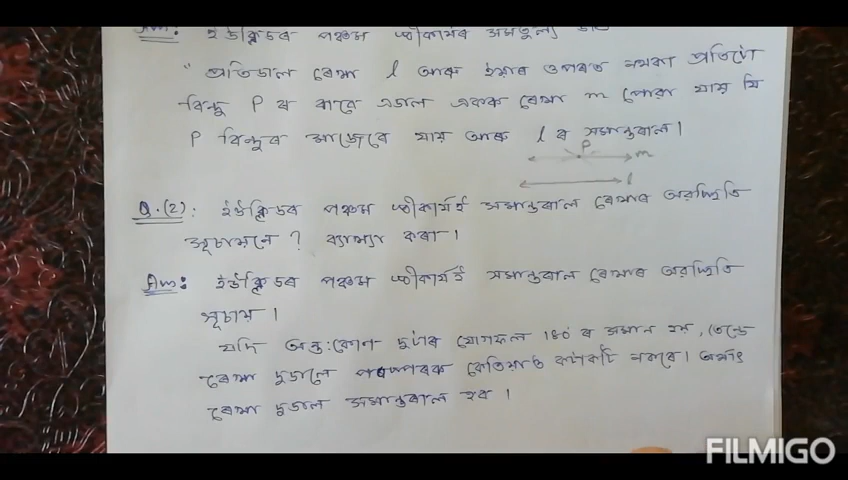 Ans: ইউক্লিডৰ পঞ্চম স্বীকাৰ্যৰ সমতুল্য
" প্ৰতিডাল ৰেখা l আৰু ইয়াৰ ওপৰত নথকা প্ৰতিটো
বিন্দু P ৰ বাবে এডাল একক ৰেখা m পোৱা যায় যি
P বিন্দুৰ মাজেৰে যায় আৰু l ৰ সমান্তৰাল।
P
m
l
Q.(2): ইউক্লিডৰ পঞ্চম স্বীকাৰ্যই সমান্তৰাল ৰেখাৰ অৱস্থিতি
সূচায়নে? ব্যাখ্যা কৰা।
Ans: ইউক্লিডৰ পঞ্চম স্বীকাৰ্যই সমান্তৰাল ৰেখাৰ অৱস্থিতি
সূচায়।
যদি অন্ত:কোন দুটাৰ যোগফল 180° ৰ সমান হয়, তেন্তে
ৰেখা দুডালে পৰস্পৰক কেতিয়াও কটাকটি নকৰে। অৰ্থাৎ
ৰেখা দুডাল সমান্তৰাল হব।
FILMIGO